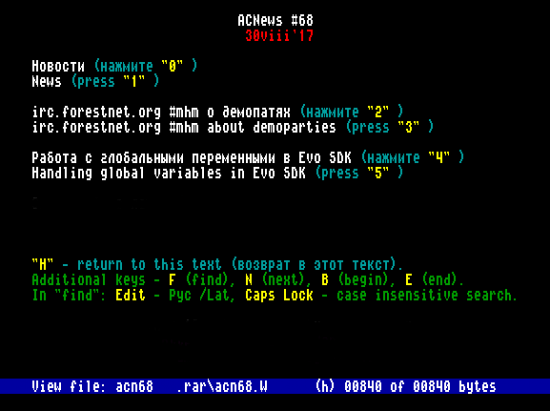 ACNews #68
30viii'17
Новости (нажмите "0" )
News (press "1" )
irc.forestnet.org #mhm о демопатях (нажмите "2" )
irc.forestnet.org #mhm about demoparties (press "3" )
Работа с глобальными переменными в Evo SDK (нажмите "4" )
Handling global variables in Evo SDK (press "5" )
"H" - return to this text (возврат в этот текст).
Additional keys - F (find), N (next), B (begin), E (end).
In "find": Edit - Рус /Lat, Caps Lock - case insensitive search.
View file: acn68 .rar\acn68.W (h) 00840 of 00840 bytes